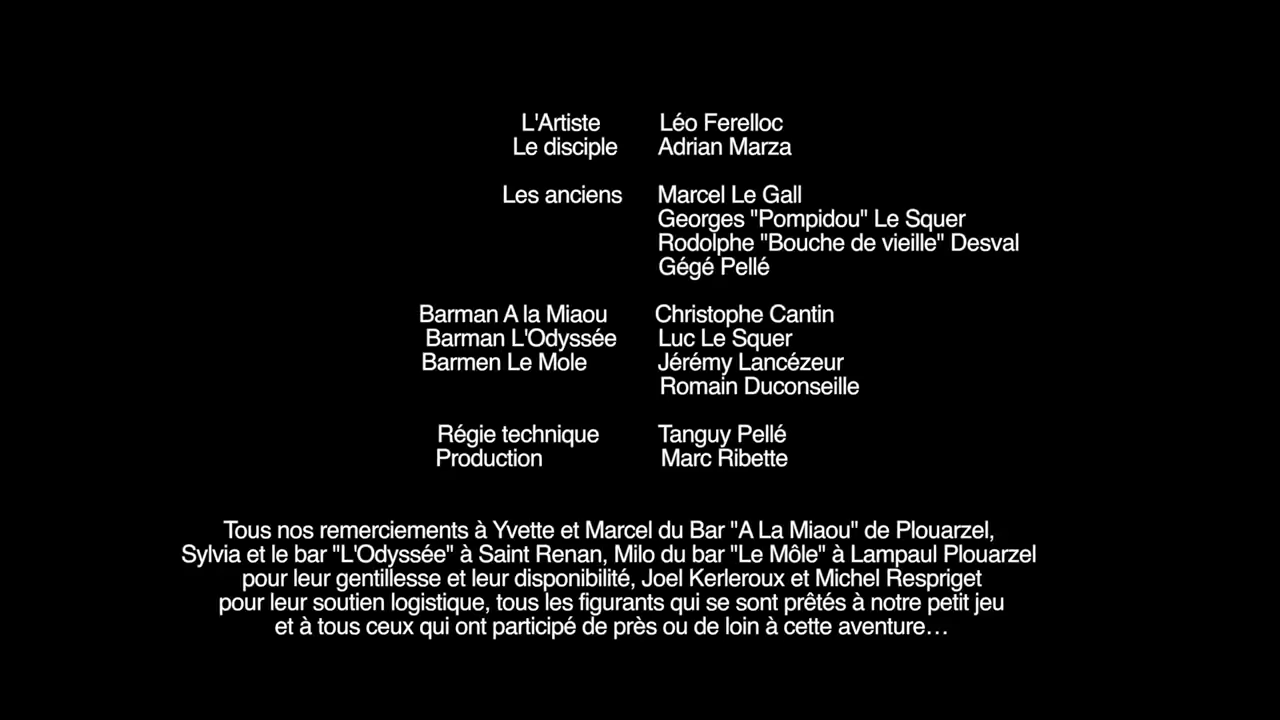 L'Artiste Léo Ferelloc
Le disciple Adrian Marza
Les anciens Marcel Le Gall
Georges "Pompidou" Le Squer
Rodolphe "Bouche de vieille" Desval
Gégé Pellé
Barman A la Miaou Christophe Cantin
Barman L'Odyssée Luc Le Squer
Barmen Le Mole Jérémy Lancézeur
Romain Duconseille
Régie technique Tanguy Pellé
Production Marc Ribette
Tous nos remerciements à Yvette et Marcel du Bar "A La Miaou" de Plouarzel,
Sylvia et le bar "L'Odyssée" à Saint Renan, Milo du bar "Le Môle" à Lampaul Plouarzel
pour leur gentillesse et leur disponibilité, Joel Kerleroux et Michel Respriget
pour leur soutien logistique, tous les figurants qui se sont prêtés à notre petit jeu
et à tous ceux qui ont participé de près ou de loin à cette aventure…